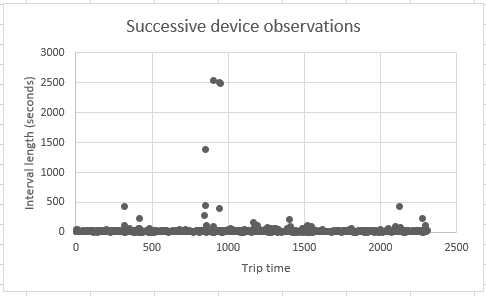 Successive device observations
Interval length (seconds)
3000
2500
2000
1500
1000
500
0
0 500 1000 1500 2000 2500
Trip time